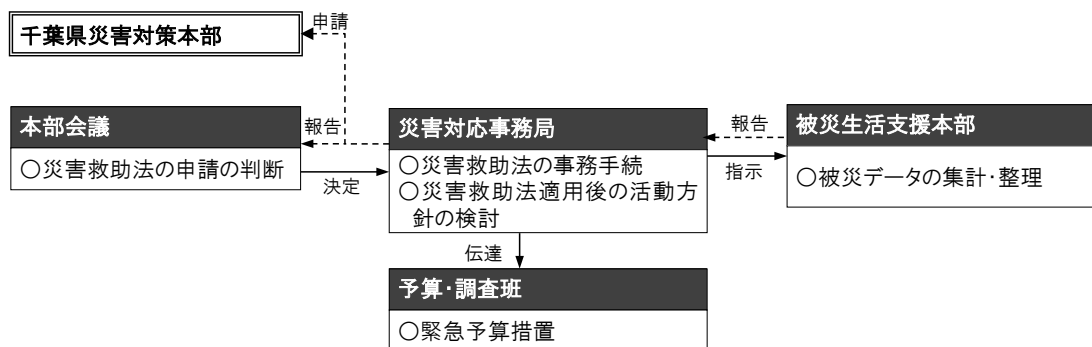 千葉県災害対策本部
申請
本部会議
○災害救助法の申請の判断
報告
決定
災害対応事務局
○災害救助法の事務手続
○災害救助法適用後の活動方
針の検討
報告
指示
被災生活支援本部
○被災データの集計・整理
伝達
予算・調査班
○緊急予算措置